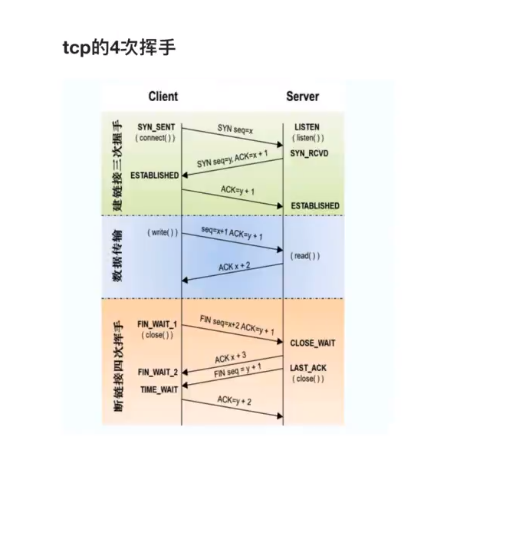 tcp的4次挥手
Client
Server
建链接三次握手
SYN_SENT
(connect())
SYN seq=x
LISTEN
(listen())
SYN_RCVD
SYN seq=y, ACK=x + 1
ESTABLISHED
ACK=y + 1
ESTABLISHED
数据传输
(write())
seq=x+1 ACK=y + 1
(read())
ACK x + 2
断链接四次挥手
FIN_WAIT_1
(close())
FIN seq=x+2 ACK=y + 1
CLOSE_WAIT
ACK x + 3
FIN_WAIT_2
FIN seq = y + 1
LAST_ACK
(close())
TIME_WAIT
ACK=y + 2